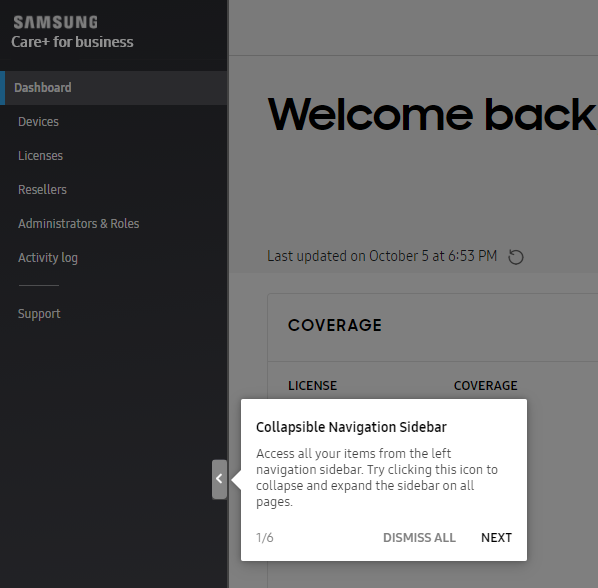 SAMSUNG
Care+ for business
Dashboard
Devices
Licenses
Resellers
Administrators & Roles
Activity log
Support
Welcome back
Last updated on October 5 at 6:53 PM
COVERAGE
LICENSE COVERAGE
Collapsible Navigation Sidebar
Access all your items from the left
navigation sidebar. Try clicking this icon to
collapse and expand the sidebar on all
pages.
1/6 DISMISS ALL NEXT